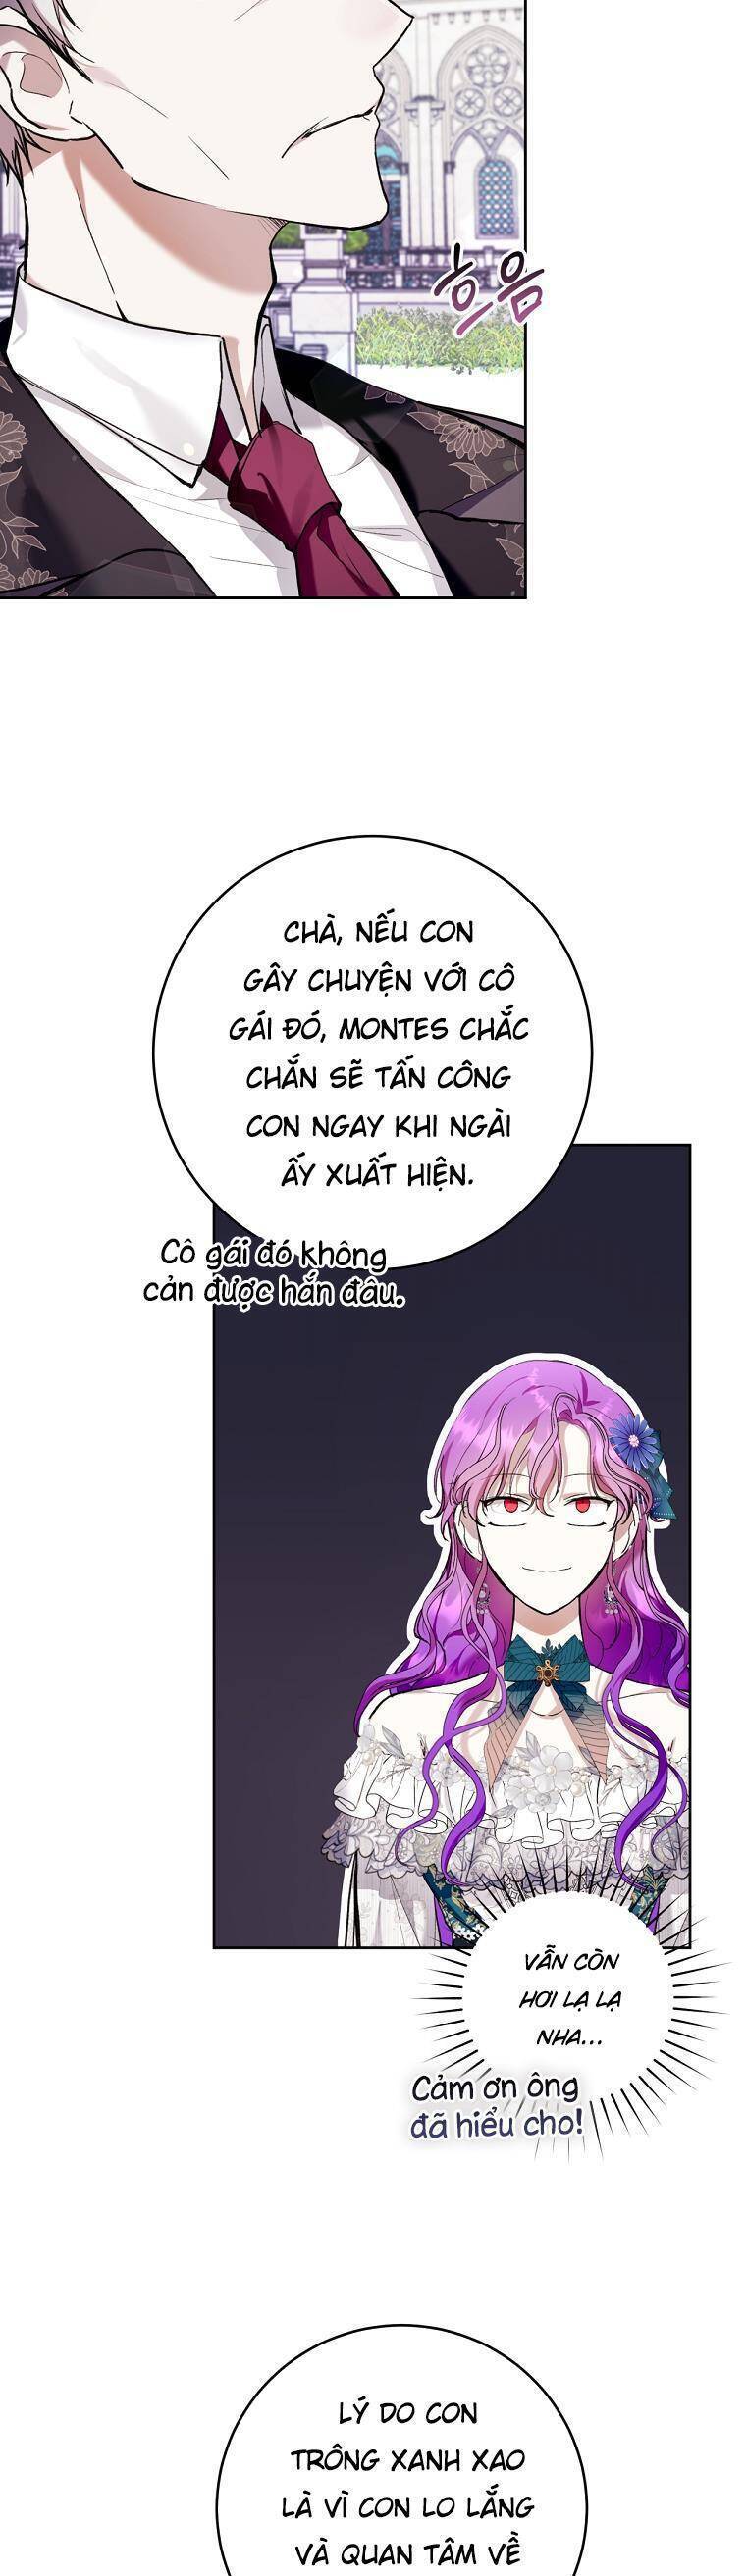 흐음
CHÀ, NẾU CON
GÂY CHUYỆN VỚI CÔ
GÁI ĐÓ, MONTES CHẮC
CHẮN SẼ TẤN CÔNG
CON NGAY KHI NGÀI
ẤY XUẤT HIỆN.
Cô gái đó không
cản được hắn đâu.
VẪN CÒN
HƠI LẠ LẠ
NHA...
Cảm ơn ông
đã hiểu cho!
LÝ DO CON
TRÔNG XANH XAO
LÀ VÌ CON LO LẮNG
VÀ QUAN TÂM VỀ